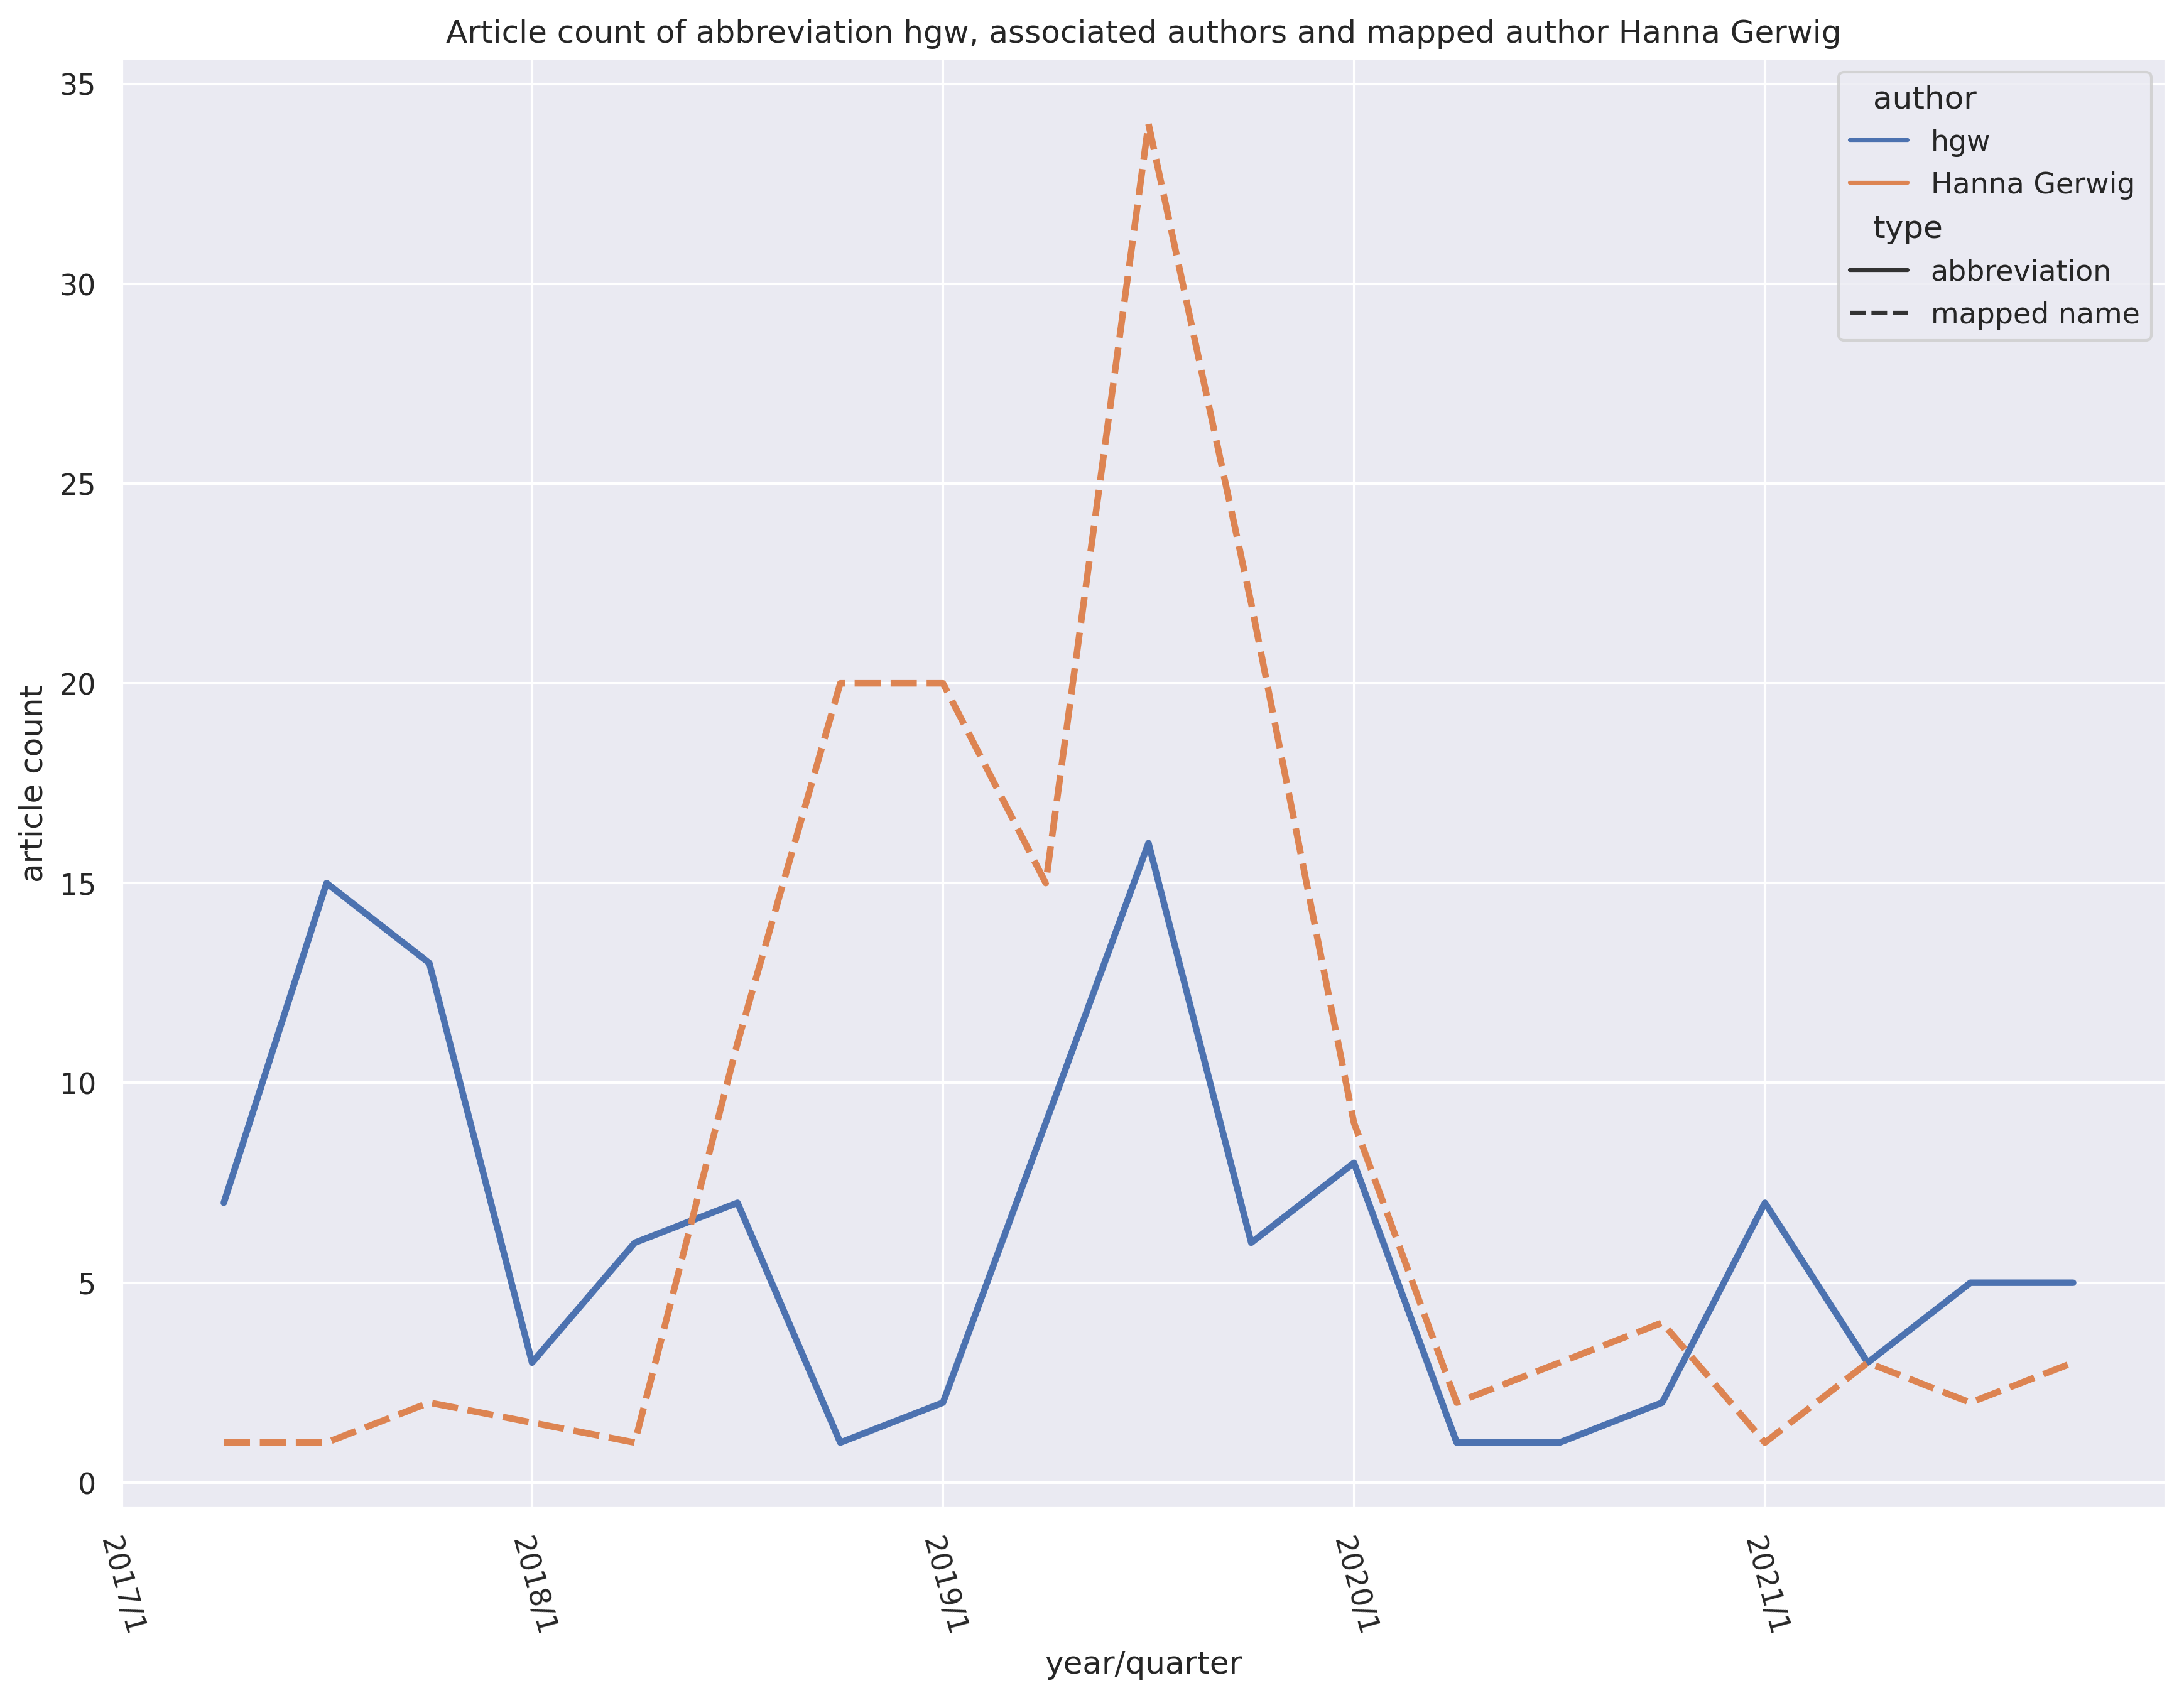 Article count of abbreviation hgw, associated authors and mapped author Hanna Gerwig
35
30
25
20
15
10
5
0
article count
author
hgw
Hanna Gerwig
type
abbreviation
mapped name
2017/1
2018/1
2019/1
2020/1
2021/1
year/quarter